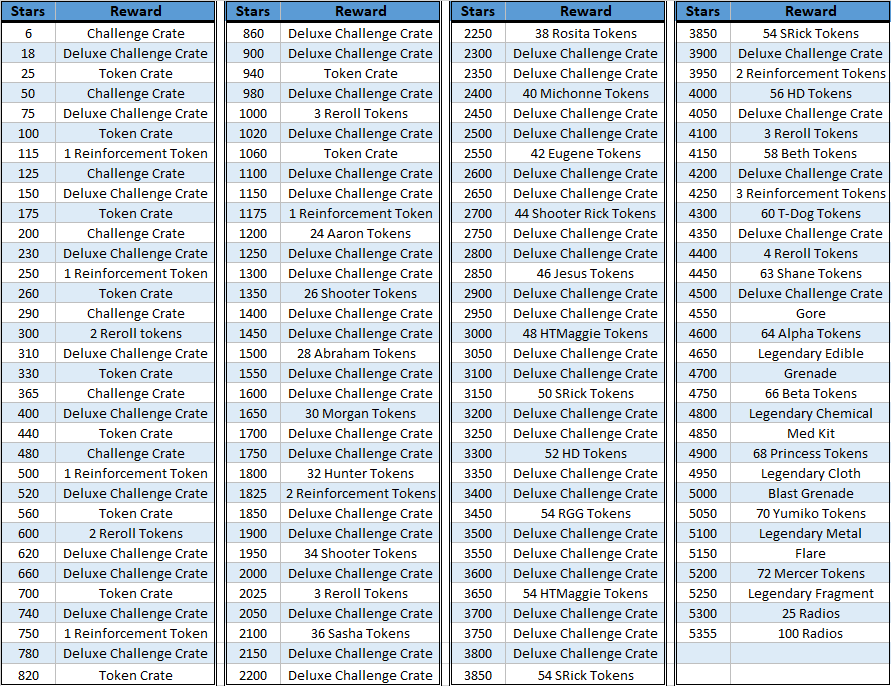 Stars Reward
6 Challenge Crate
18 Deluxe Challenge Crate
25 Token Crate
50 Challenge Crate
75 Deluxe Challenge Crate
100 Token Crate
115 1 Reinforcement Token
125 Challenge Crate
150 Deluxe Challenge Crate
175 Token Crate
200 Challenge Crate
230 Deluxe Challenge Crate
250 1 Reinforcement Token
260 Token Crate
290 Challenge Crate
300 2 Reroll tokens
310 Deluxe Challenge Crate
330 Token Crate
365 Challenge Crate
400 Deluxe Challenge Crate
440 Token Crate
480 Challenge Crate
500 1 Reinforcement Token
520 Deluxe Challenge Crate
560 Token Crate
600 2 Reroll Tokens
620 Deluxe Challenge Crate
660 Deluxe Challenge Crate
700 Token Crate
740 Deluxe Challenge Crate
750 1 Reinforcement Token
780 Deluxe Challenge Crate
820 Token Crate
Stars Reward
860 Deluxe Challenge Crate
900 Deluxe Challenge Crate
940 Token Crate
980 Deluxe Challenge Crate
1000 3 Reroll Tokens
1020 Deluxe Challenge Crate
1060 Token Crate
1100 Deluxe Challenge Crate
1150 Deluxe Challenge Crate
1175 1 Reinforcement Token
1200 24 Aaron Tokens
1250 Deluxe Challenge Crate
1300 Deluxe Challenge Crate
1350 26 Shooter Tokens
1400 Deluxe Challenge Crate
1450 Deluxe Challenge Crate
1500 28 Abraham Tokens
1550 Deluxe Challenge Crate
1600 Deluxe Challenge Crate
1650 30 Morgan Tokens
1700 Deluxe Challenge Crate
1750 Deluxe Challenge Crate
1800 32 Hunter Tokens
1825 2 Reinforcement Tokens
1850 Deluxe Challenge Crate
1900 Deluxe Challenge Crate
1950 34 Shooter Tokens
2000 Deluxe Challenge Crate
2025 3 Reroll Tokens
2050 Deluxe Challenge Crate
2100 36 Sasha Tokens
2150 Deluxe Challenge Crate
2200 Deluxe Challenge Crate
Stars Reward
2250 38 Rosita Tokens
2300 Deluxe Challenge Crate
2350 Deluxe Challenge Crate
2400 40 Michonne Tokens
2450 Deluxe Challenge Crate
2500 Deluxe Challenge Crate
2550 42 Eugene Tokens
2600 Deluxe Challenge Crate
2650 Deluxe Challenge Crate
2700 44 Shooter Rick Tokens
2750 Deluxe Challenge Crate
2800 Deluxe Challenge Crate
2850 46 Jesus Tokens
2900 Deluxe Challenge Crate
2950 Deluxe Challenge Crate
3000 48 HTMaggie Tokens
3050 Deluxe Challenge Crate
3100 Deluxe Challenge Crate
3150 50 SRick Tokens
3200 Deluxe Challenge Crate
3250 Deluxe Challenge Crate
3300 52 HD Tokens
3350 Deluxe Challenge Crate
3400 Deluxe Challenge Crate
3450 54 RGG Tokens
3500 Deluxe Challenge Crate
3550 Deluxe Challenge Crate
3600 Deluxe Challenge Crate
3650 54 HTMaggie Tokens
3700 Deluxe Challenge Crate
3750 Deluxe Challenge Crate
3800 Deluxe Challenge Crate
3850 54 SRick Tokens
Stars Reward
3850 54 SRick Tokens
3900 Deluxe Challenge Crate
3950 2 Reinforcement Tokens
4000 56 HD Tokens
4050 Deluxe Challenge Crate
4100 3 Reroll Tokens
4150 58 Beth Tokens
4200 Deluxe Challenge Crate
4250 3 Reinforcement Tokens
4300 60 T-Dog Tokens
4350 Deluxe Challenge Crate
4400 4 Reroll Tokens
4450 63 Shane Tokens
4500 Deluxe Challenge Crate
4550 Gore
4600 64 Alpha Tokens
4650 Legendary Edible
4700 Grenade
4750 66 Beta Tokens
4800 Legendary Chemical
4850 Med Kit
4900 68 Princess Tokens
4950 Legendary Cloth
5000 Blast Grenade
5050 70 Yumiko Tokens
5100 Legendary Metal
5150 Flare
5200 72 Mercer Tokens
5250 Legendary Fragment
5300 25 Radios
5355 100 Radios